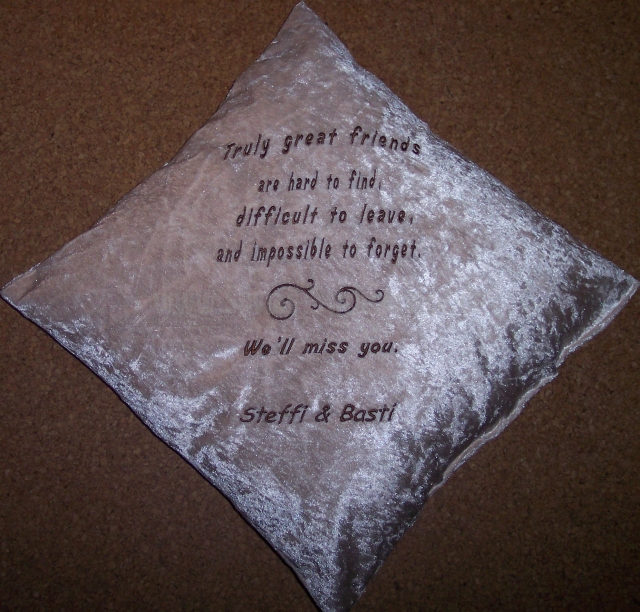 Truly great friends
are hard to find,
difficult to leave,
and impossible to forget.
We'll miss you.
Steffi & Basti